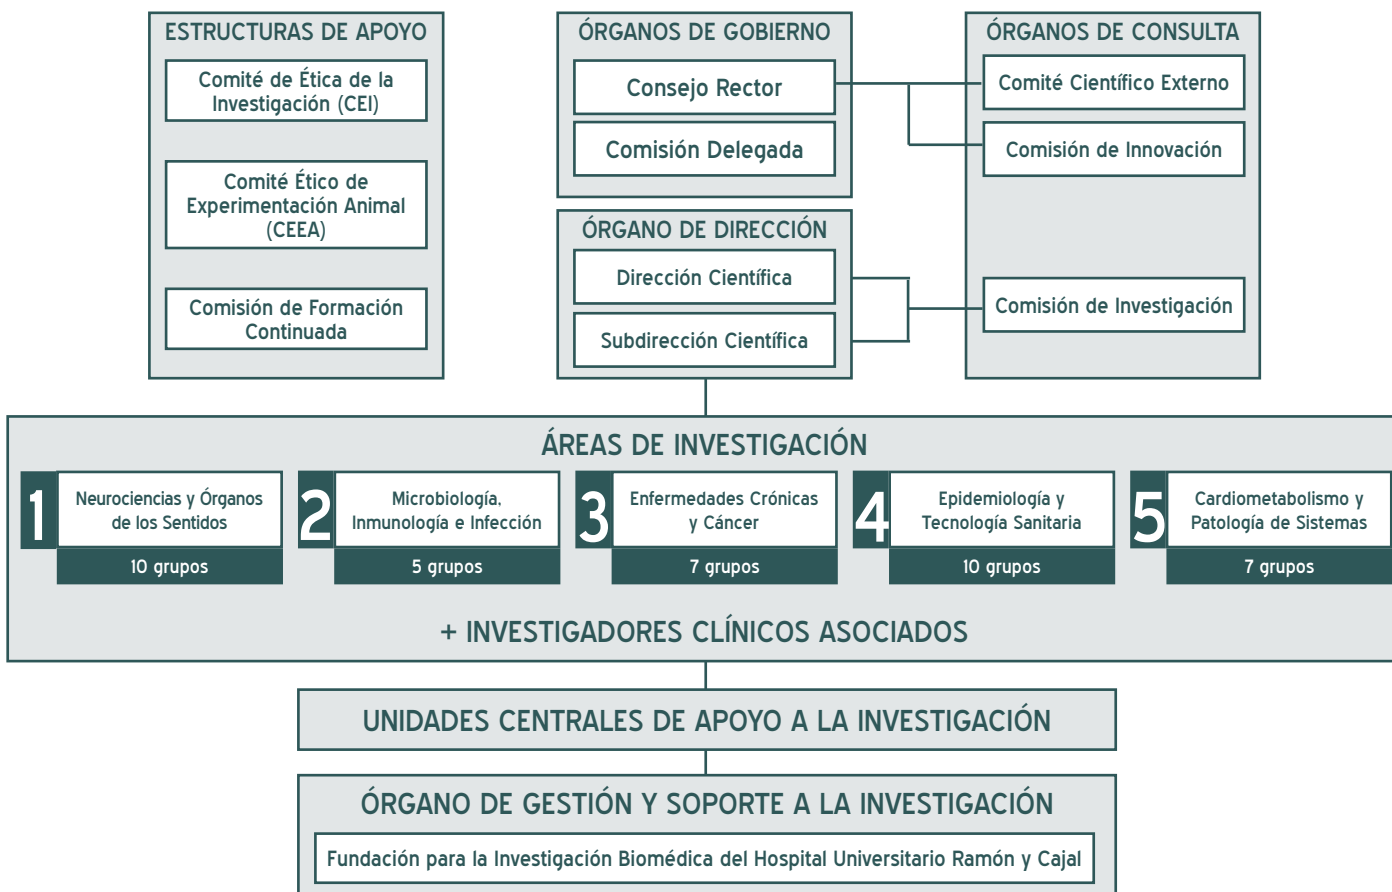 ESTRUCTURAS DE APOYO
Comité de Ética de la
Investigación (CEI)
Comité Ético de
Experimentación Animal
(CEEA)
Comisión de Formación
Continuada
ÓRGANOS DE GOBIERNO
Consejo Rector
Comisión Delegada
ÓRGANO DE DIRECCIÓN
Dirección Científica
Subdirección Científica
ÓRGANOS DE CONSULTA
Comité Científico Externo
Comisión de Innovación
Comisión de Investigación
ÁREAS DE INVESTIGACIÓN
1
Neurociencias y Órganos
de los Sentidos
10 grupos
2
Microbiología,
Inmunología e Infección
5 grupos
3
Enfermedades Crónicas
y Cáncer
7 grupos
4
Epidemiología y
Tecnología Sanitaria
10 grupos
5
Cardiometabolismo y
Patología de Sistemas
7 grupos
+ INVESTIGADORES CLÍNICOS ASOCIADOS
UNIDADES CENTRALES DE APOYO A LA INVESTIGACIÓN
ÓRGANO DE GESTIÓN Y SOPORTE A LA INVESTIGACIÓN
Fundación para la Investigación Biomédica del Hospital Universitario Ramón y Cajal